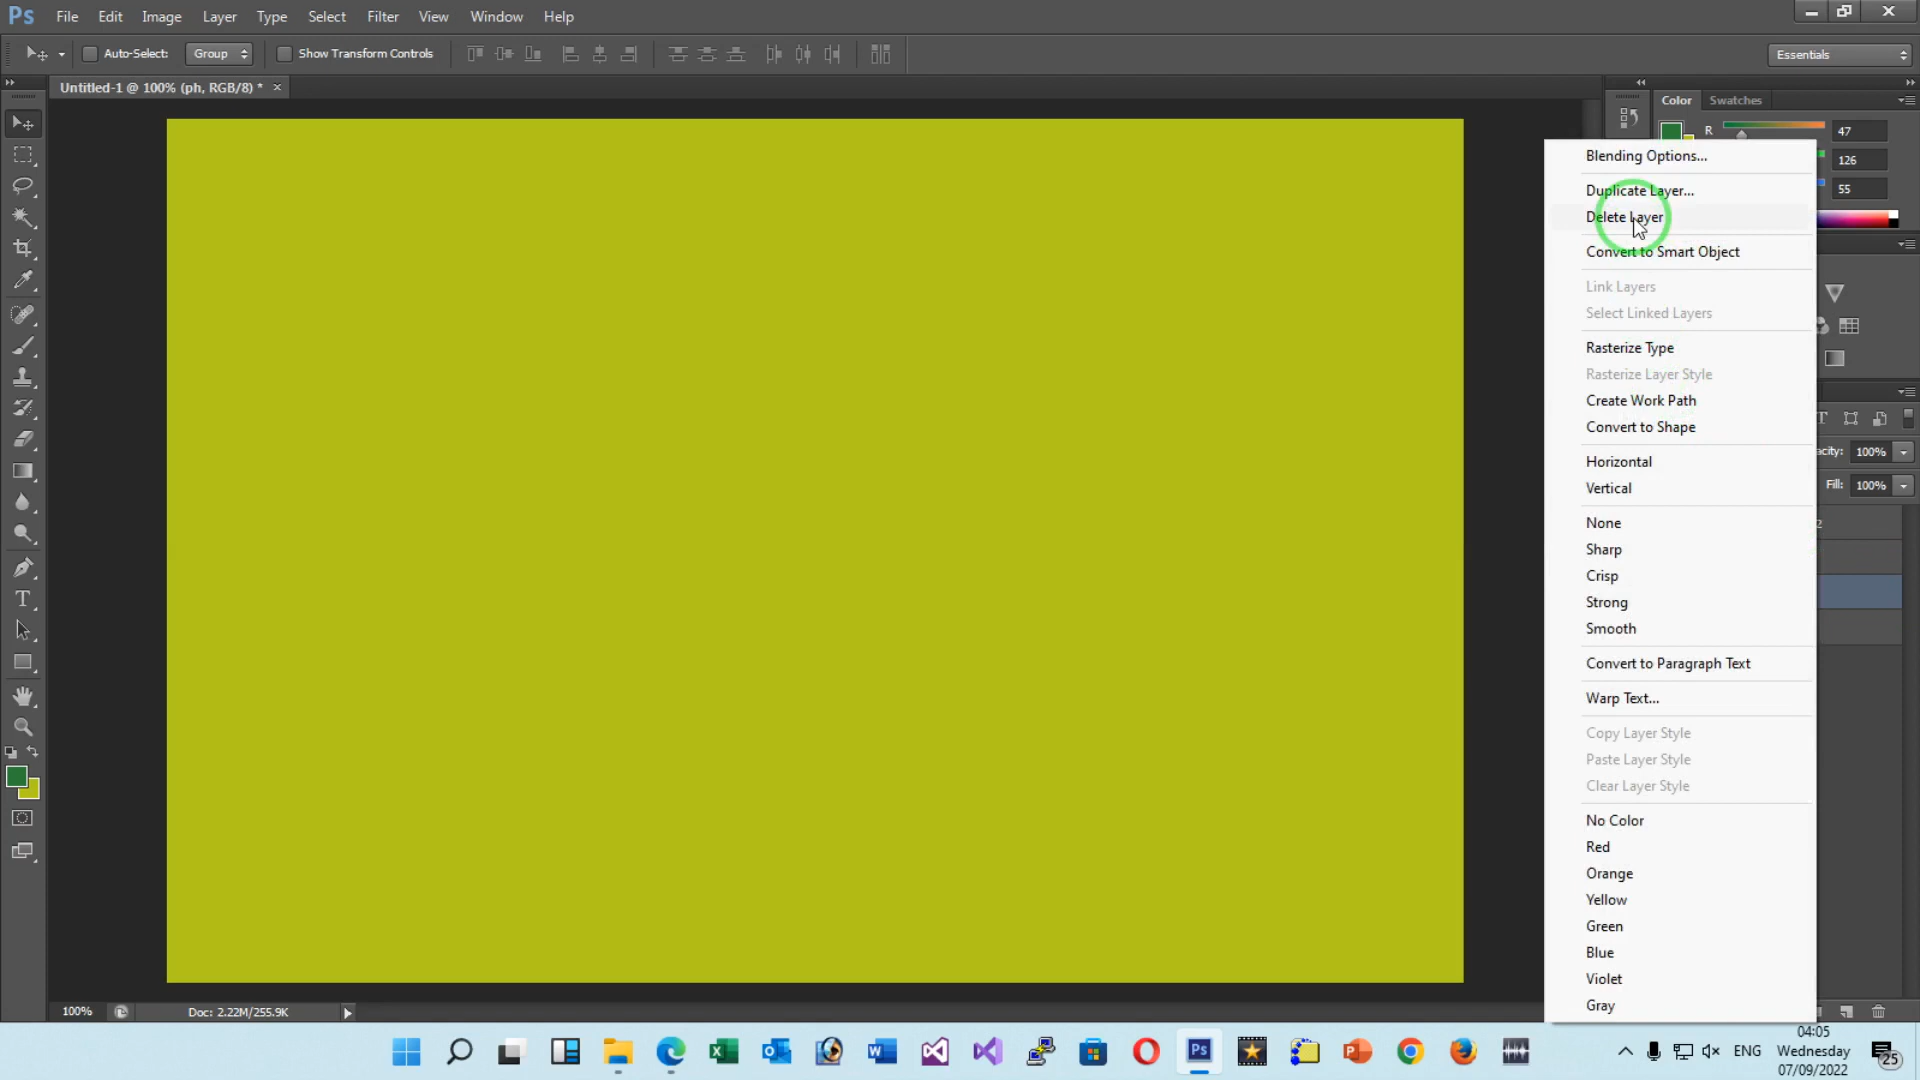 Ps File Edit Image Layer Type Select Filter View Window Help
Auto-Select: Group Show Transform Controls Essentials
Untitled-1 @ 100% (ph, RGB/8) * ×
Color Swatches
R 47
126
55
Blending Options...
Duplicate Layer...
Delete Layer
Convert to Smart Object
Link Layers
Select Linked Layers
Rasterize Type
Rasterize Layer Style
Create Work Path
Convert to Shape
acity: 100%
Horizontal
Fill: 100%
Vertical
None
2
Sharp
Crisp
Strong
Smooth
Convert to Paragraph Text
Warp Text...
Copy Layer Style
Paste Layer Style
Clear Layer Style
No Color
Red
Orange
Yellow
Green
Blue
Violet
Gray
100% Doc: 2.22M/255.9K
Ps
ENG
04:05
Wednesday
07/09/2022
25